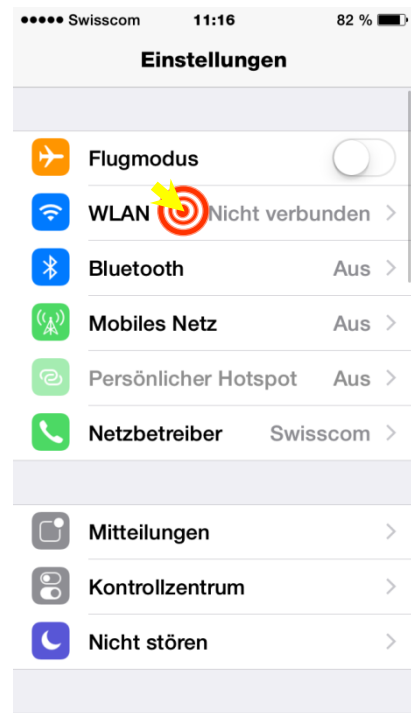 Swisscom 11:16 82 %
Einstellungen
Flugmodus
WLAN Nicht verbunden
Bluetooth Aus
Mobiles Netz Aus
Persönlicher Hotspot Aus
Netzbetreiber Swisscom
Mitteilungen
Kontrollzentrum
Nicht stören